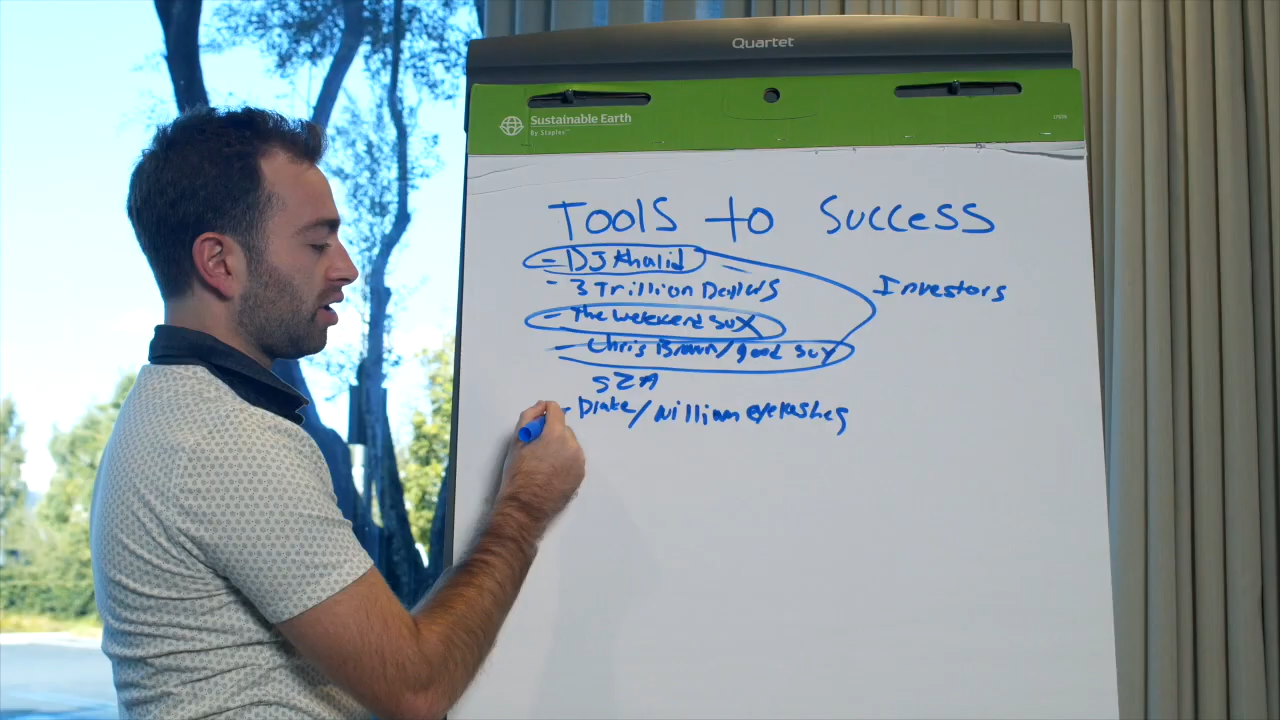 Quartet
Sustainable Earth
By Staples™
Tools to Success
- DJ Khalid
- 3 Trillion Dollars
Investors
- The weekend sux
- Chris Brown/good guy
SZA
- Drake/William eyelashes